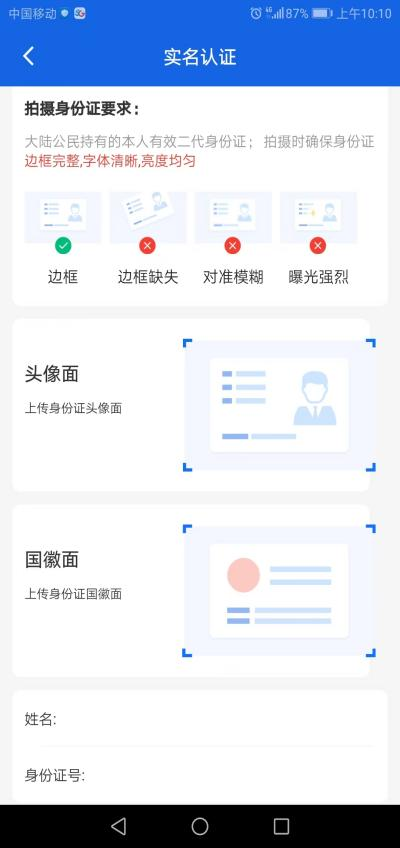 中国移动
4G
87%
上午10:10
实名认证
拍摄身份证要求：
大陆公民持有的本人有效二代身份证； 拍摄时确保身份证
边框完整,字体清晰,亮度均匀
边框
边框缺失
对准模糊
曝光强烈
头像面
上传身份证头像面
国徽面
上传身份证国徽面
姓名:
身份证号: